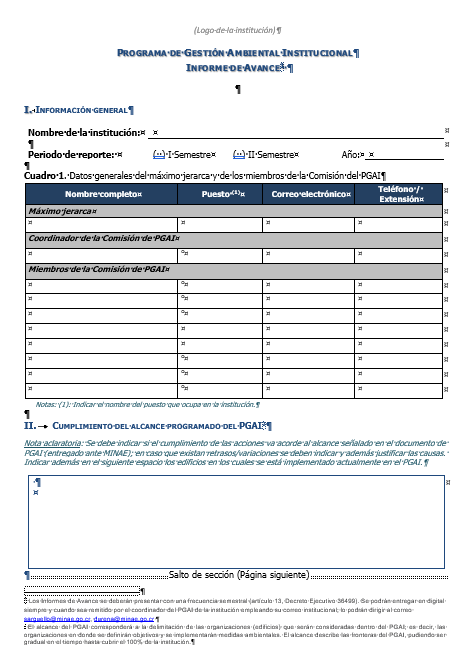 (Logo de la institución)
PROGRAMA DE GESTIÓN AMBIENTAL INSTITUCIONAL
INFORME DE AVANCE
I. INFORMACIÓN GENERAL
Nombre de la institución:
Periodo de reporte: I Semestre II Semestre Año:
Cuadro 1. Datos generales del máximo jerarca y de los miembros de la Comisión del PGAI
Nombre completo Puesto (1) Correo electrónico Teléfono / Extensión
Máximo jerarca
Coordinador de la Comisión de PGAI
Miembros de la Comisión de PGAI
Notas: (1): Indicar el nombre del puesto que ocupa en la institución.
II. CUMPLIMIENTO DEL ALCANCE PROGRAMADO DEL PGAI
Nota aclaratoria: Se debe indicar si el cumplimiento de las acciones va acorde al alcance señalado en el documento de
PGAI (entregado ante MINAE); en caso que existan retrasos/variaciones se deben indicar y además justificar las causas.
Indicar además en el siguiente espacio los edificios en los cuales se está implementado actualmente en el PGAI.
Salto de sección (Página siguiente)
Los Informes de Avance se deberán presentar con una frecuencia semestral (artículo 13, Decreto Ejecutivo 36499). Se podrán entregar en digital
siempre y cuando sea remitido por el coordinador del PGAI de la institución empleando su correo institucional; lo podrán dirigir al correo:
El alcance del PGAI corresponderá a la delimitación de las organizaciones (edificios) que serán consideradas dentro del PGAI; es decir, las
organizaciones en donde se definirán objetivos y se implementarán medidas ambientales. El alcance describe las fronteras del PGAI, pudiendo ser
gradual en el tiempo hasta cubrir el 100% de la institución.